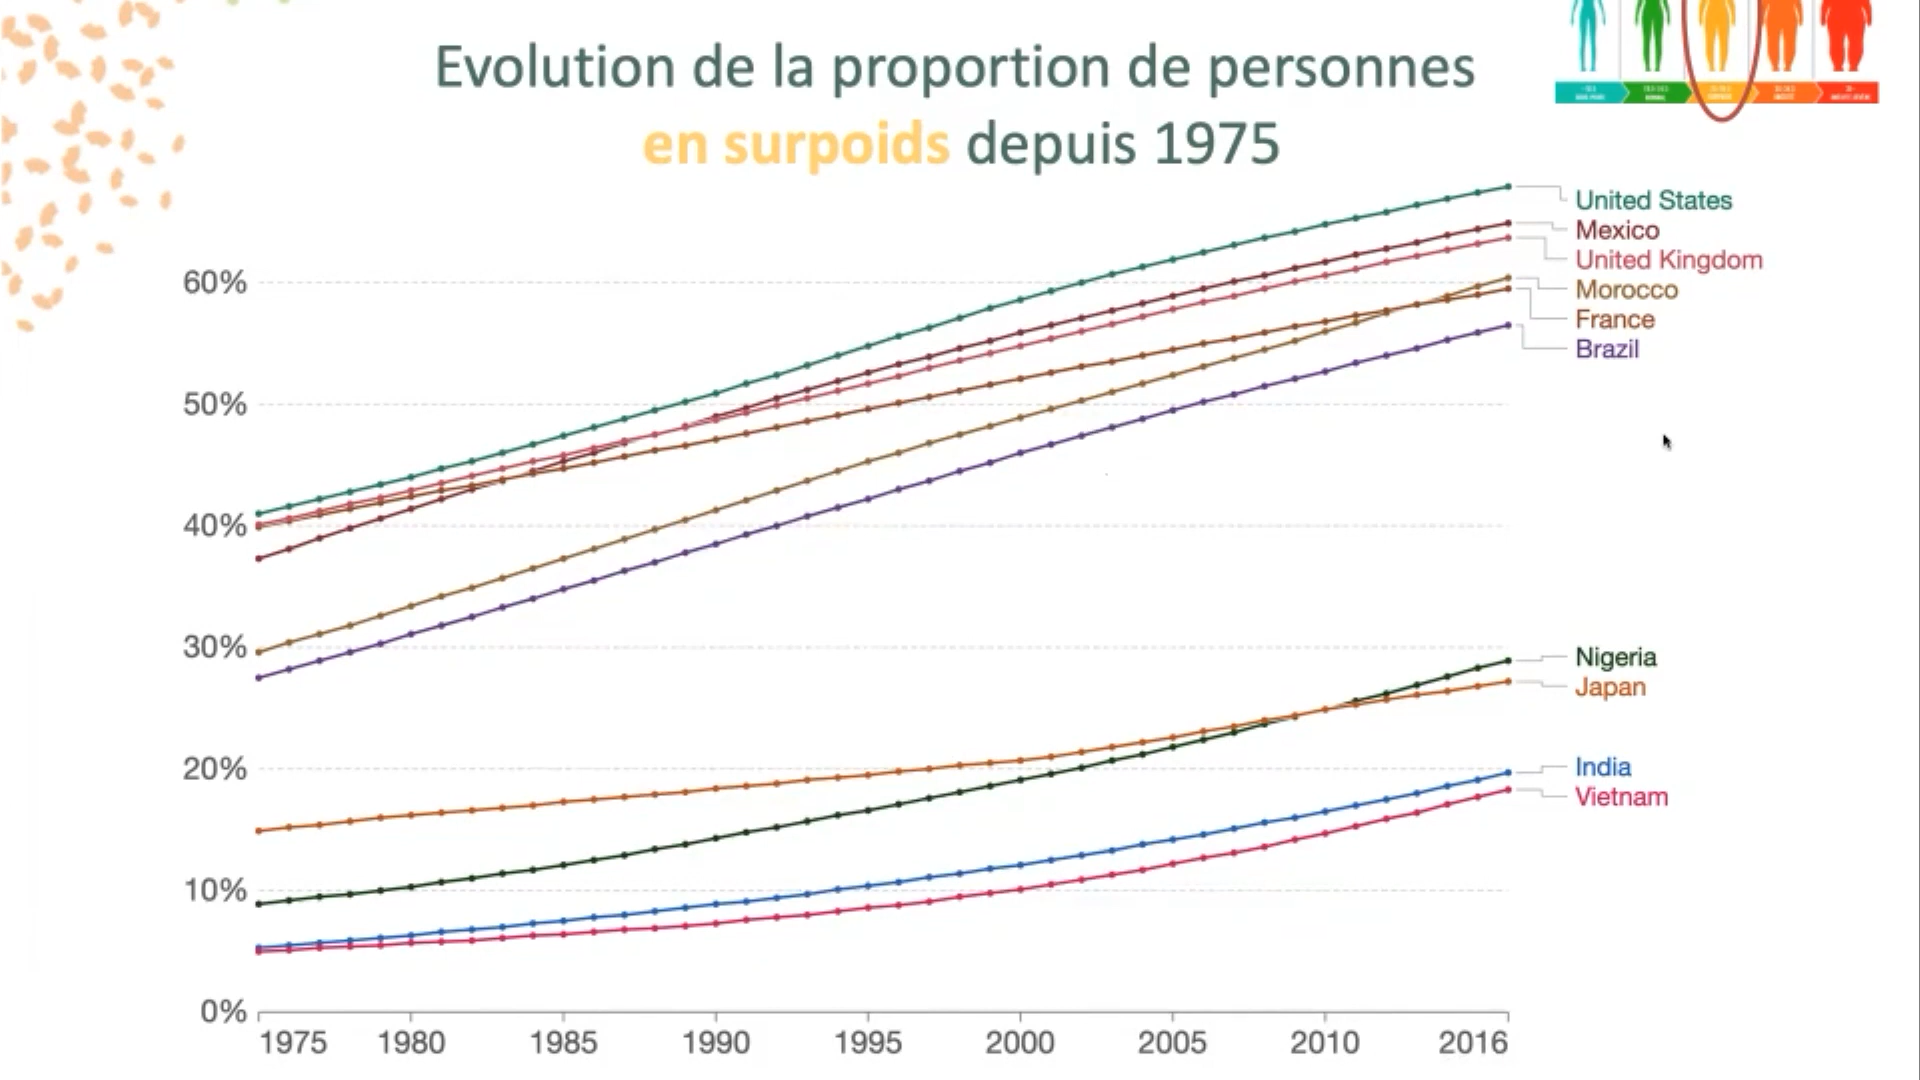 Evolution de la proportion de personnes
en surpoids depuis 1975
United States
Mexico
United Kingdom
Morocco
France
Brazil
Nigeria
Japan
India
Vietnam
60%
50%
40%
30%
20%
10%
0%
1975 1980 1985 1990 1995 2000 2005 2010 2016